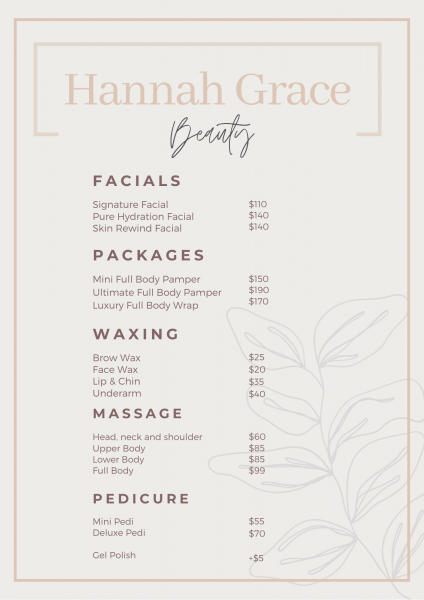 Hannah Grace
Beauty
FACIALS
Signature Facial $110
Pure Hydration Facial $140
Skin Rewind Facial $140
PACKAGES
Mini Full Body Pamper $150
Ultimate Full Body Pamper $190
Luxury Full Body Wrap $170
WAXING
Brow Wax $25
Face Wax $20
Lip & Chin $35
Underarm $40
MASSAGE
Head, neck and shoulder $60
Upper Body $85
Lower Body $85
Full Body $99
PEDICURE
Mini Pedi $55
Deluxe Pedi $70
Gel Polish +$5